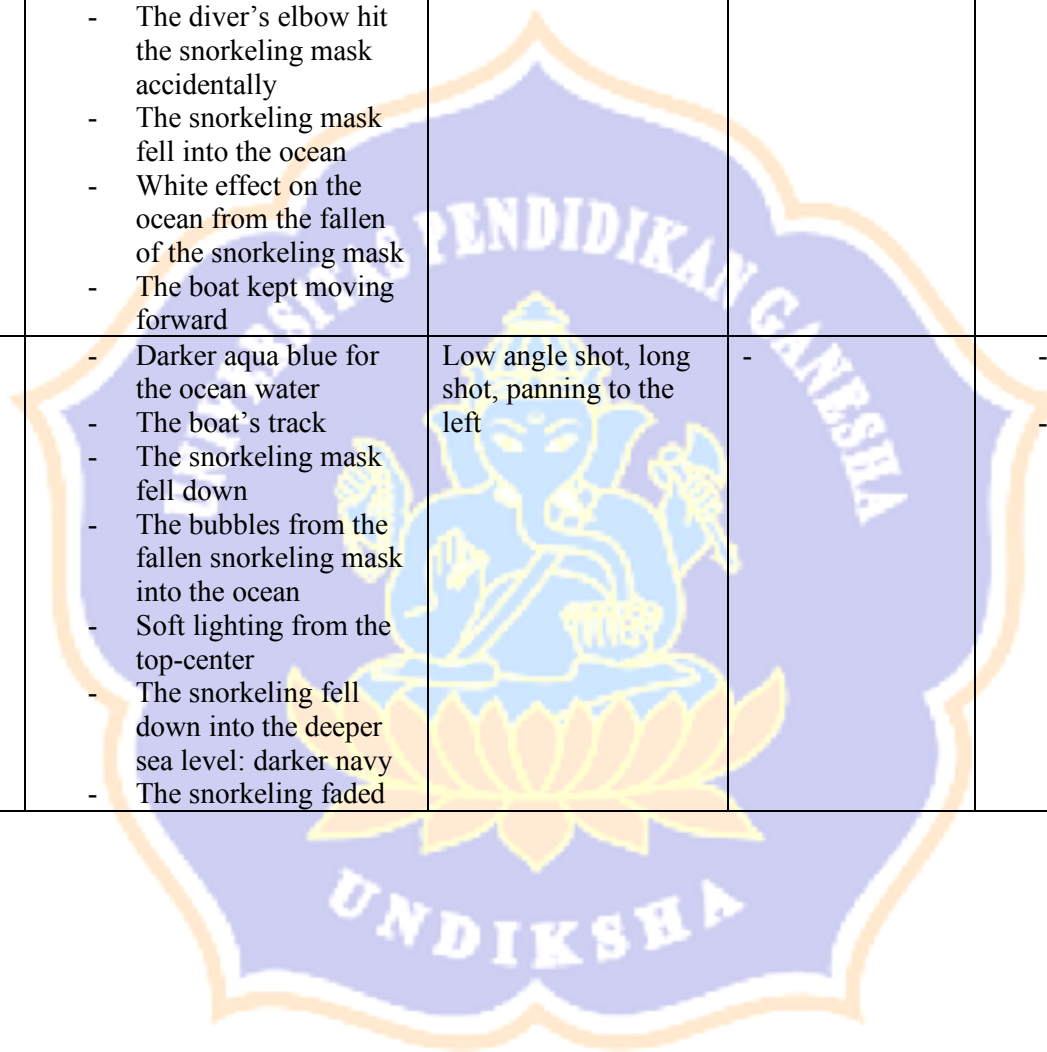 - The diver’s elbow hit
the snorkeling mask
accidentally
- The snorkeling mask
fell into the ocean
- White effect on the
ocean from the fallen
of the snorkeling mask
- The boat kept moving
forward
- Darker aqua blue for
the ocean water
- The boat’s track
- The snorkeling mask
fell down
- The bubbles from the
fallen snorkeling mask
into the ocean
- Soft lighting from the
top-center
- The snorkeling fell
down into the deeper
sea level: darker navy
- The snorkeling faded
Low angle shot, long
shot, panning to the
left
-
-
-
UNIVERSITAS PENDIDIKAN GANESHA
UNDIKSHA